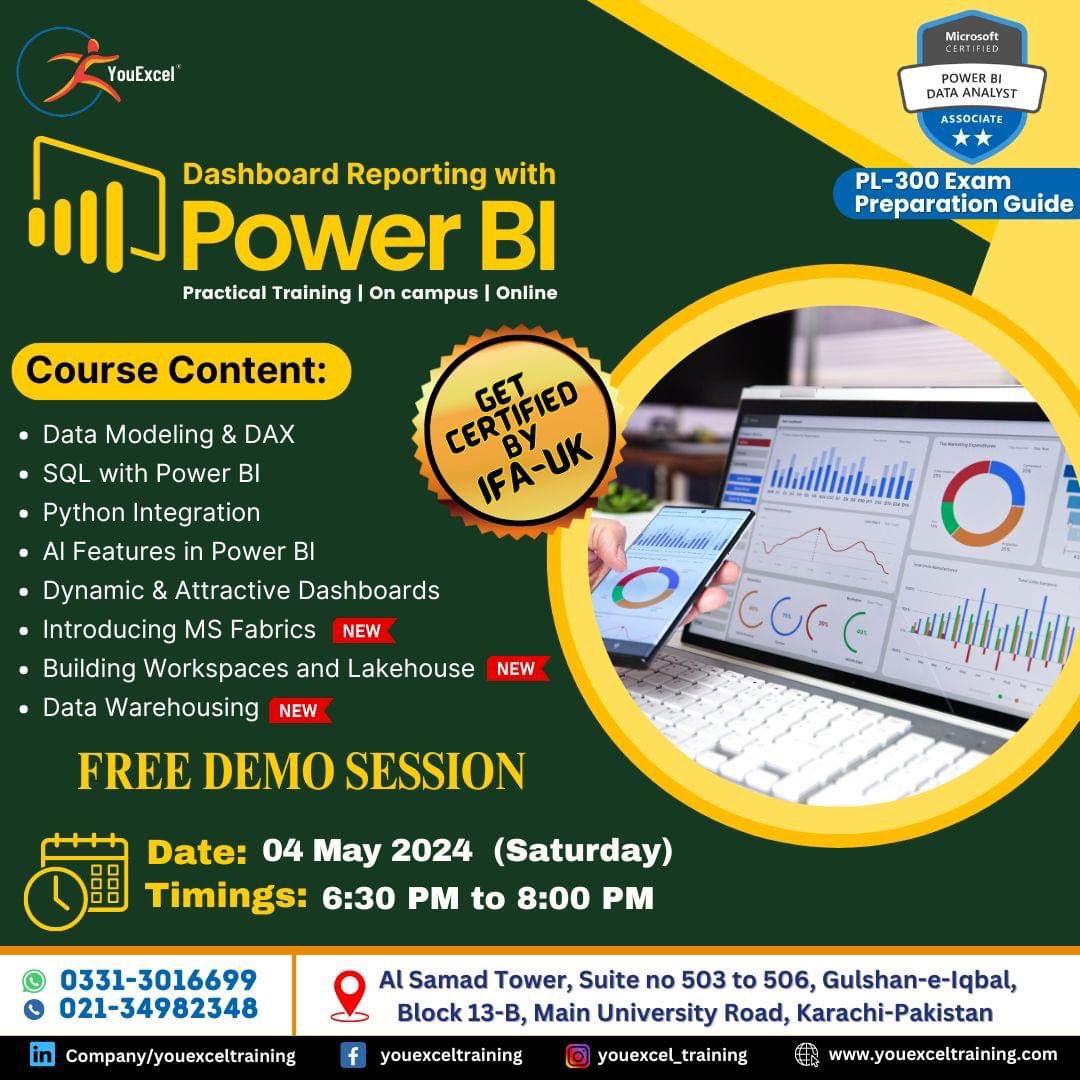 YouExcel
Microsoft
CERTIFIED
POWER BI
DATA ANALYST
ASSOCIATE
PL-300 Exam
Preparation Guide
Dashboard Reporting with
Power BI
Practical Training | On campus | Online
Course Content:
GET
CERTIFIED
BY
IFA-UK
• Data Modeling & DAX
• SQL with Power BI
• Python Integration
• AI Features in Power BI
• Dynamic & Attractive Dashboards
• Introducing MS Fabrics NEW
• Building Workspaces and Lakehouse NEW
• Data Warehousing NEW
FREE DEMO SESSION
Date: 04 May 2024 (Saturday)
Timings: 6:30 PM to 8:00 PM
0331-3016699
021-34982348
Al Samad Tower, Suite no 503 to 506, Gulshan-e-Iqbal,
Block 13-B, Main University Road, Karachi-Pakistan
Company/youexceltraining
youexceltraining
youexcel_training
www.youexceltraining.com